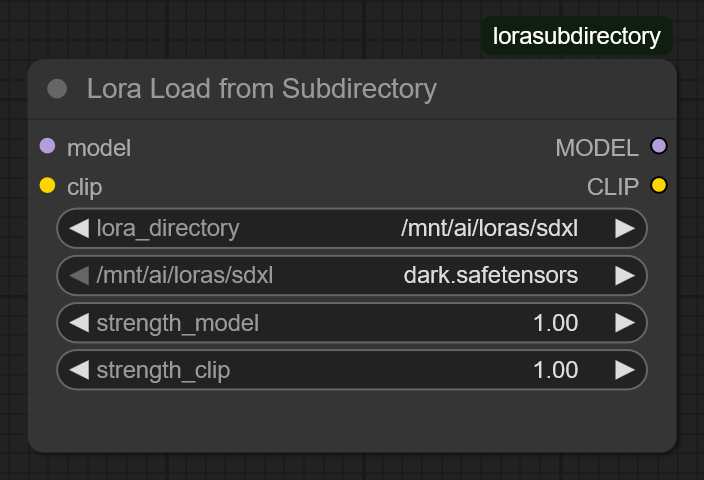 lorasubdirectory
Lora Load from Subdirectory
model MODEL
clip CLIP
lora_directory /mnt/ai/loras/sdxl
/mnt/ai/loras/sdxl dark.safetensors
strength_model 1.00
strength_clip 1.00